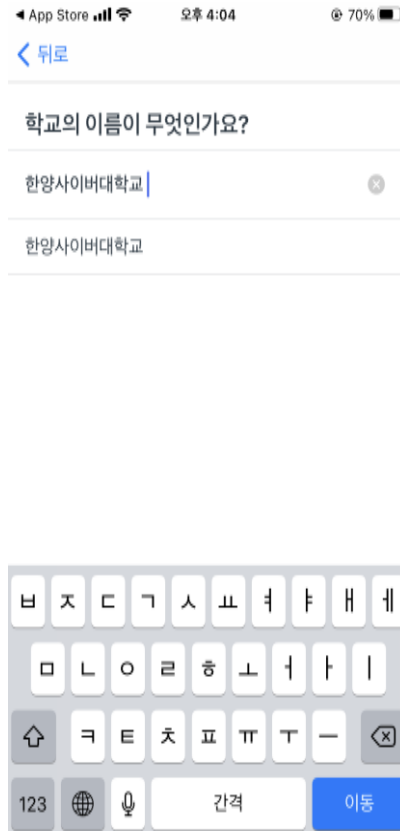 ◀ App Store 오후 4:04 70%
뒤로
학교의 이름이 무엇인가요?
한양사이버대학교
한양사이버대학교
ㅂ ㅈ ㄷ ㄱ ㅅ ㅛ ㅕ ㅑ ㅐ ㅔ
ㅁ ㄴ ㅇ ㄹ ㅎ ㅗ ㅓ ㅏ ㅣ
ㅋ ㅌ ㅊ ㅍ ㅠ ㅜ ㅡ
123 간격 이동